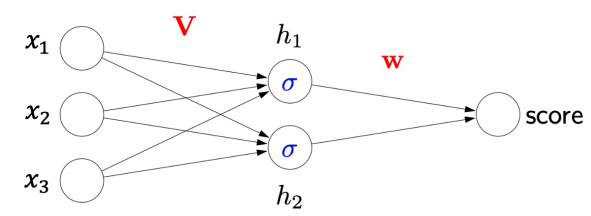 x₁
V
h₁
σ
w
x₂
score
σ
x₃
h₂